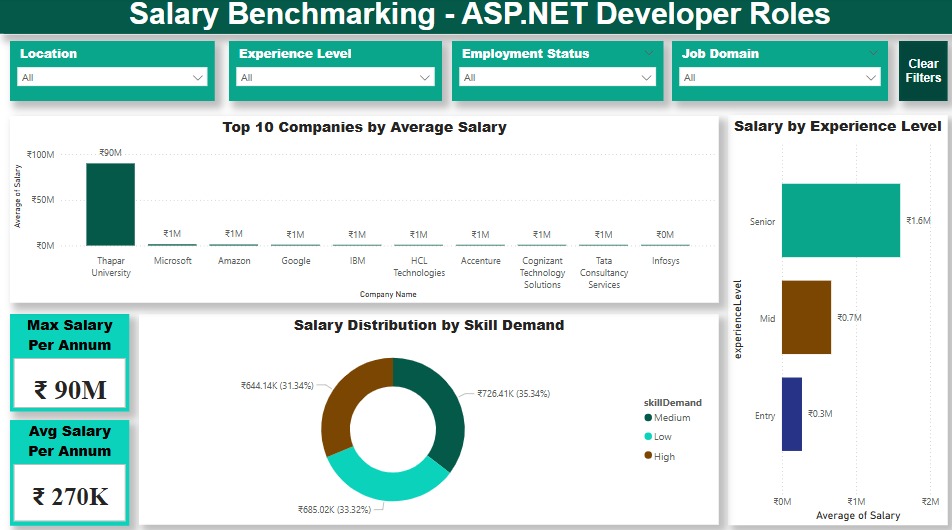 Salary Benchmarking - ASP.NET Developer Roles
Location
All
Experience Level
All
Employment Status
All
Job Domain
All
Clear
Filters
Top 10 Companies by Average Salary
Average of Salary
₹100M
₹50M
₹0M
₹90M
₹1M
₹1M
₹1M
₹1M
₹1M
₹1M
₹1M
₹1M
₹0M
Thapar
University
Microsoft
Amazon
Google
IBM
HCL
Technologies
Accenture
Cognizant
Technology
Solutions
Tata
Consultancy
Services
Infosys
Company Name
Salary by Experience Level
experienceLevel
Senior
₹1.6M
Mid
₹0.7M
Entry
₹0.3M
₹0M
₹1M
₹2M
Average of Salary
Max Salary
Per Annum
₹ 90M
Avg Salary
Per Annum
₹ 270K
Salary Distribution by Skill Demand
₹644.14K (31.34%)
₹726.41K (35.34%)
₹685.02K (33.32%)
skillDemand
Medium
Low
High